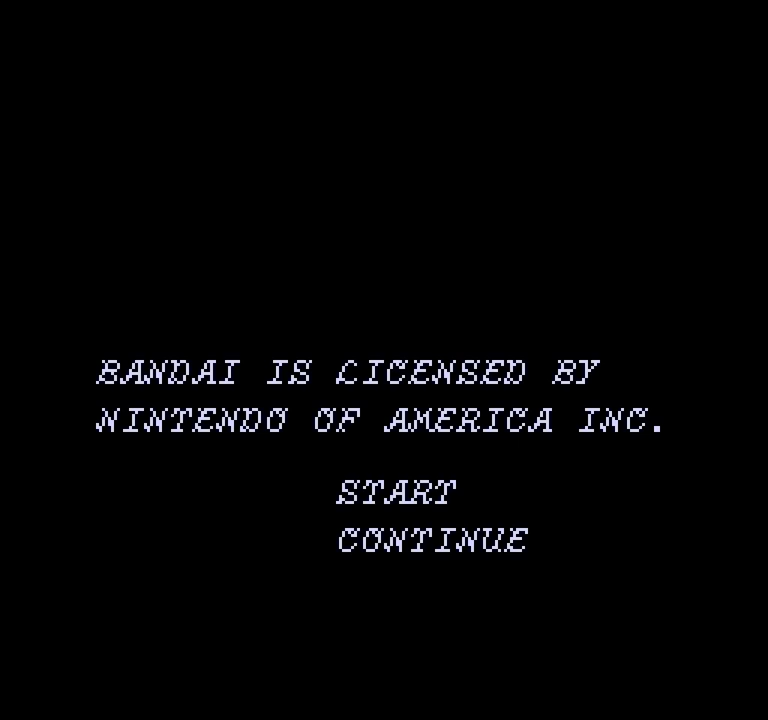 BANDAI IS LICENSED BY
NINTENDO OF AMERICA INC.
START
CONTINUE